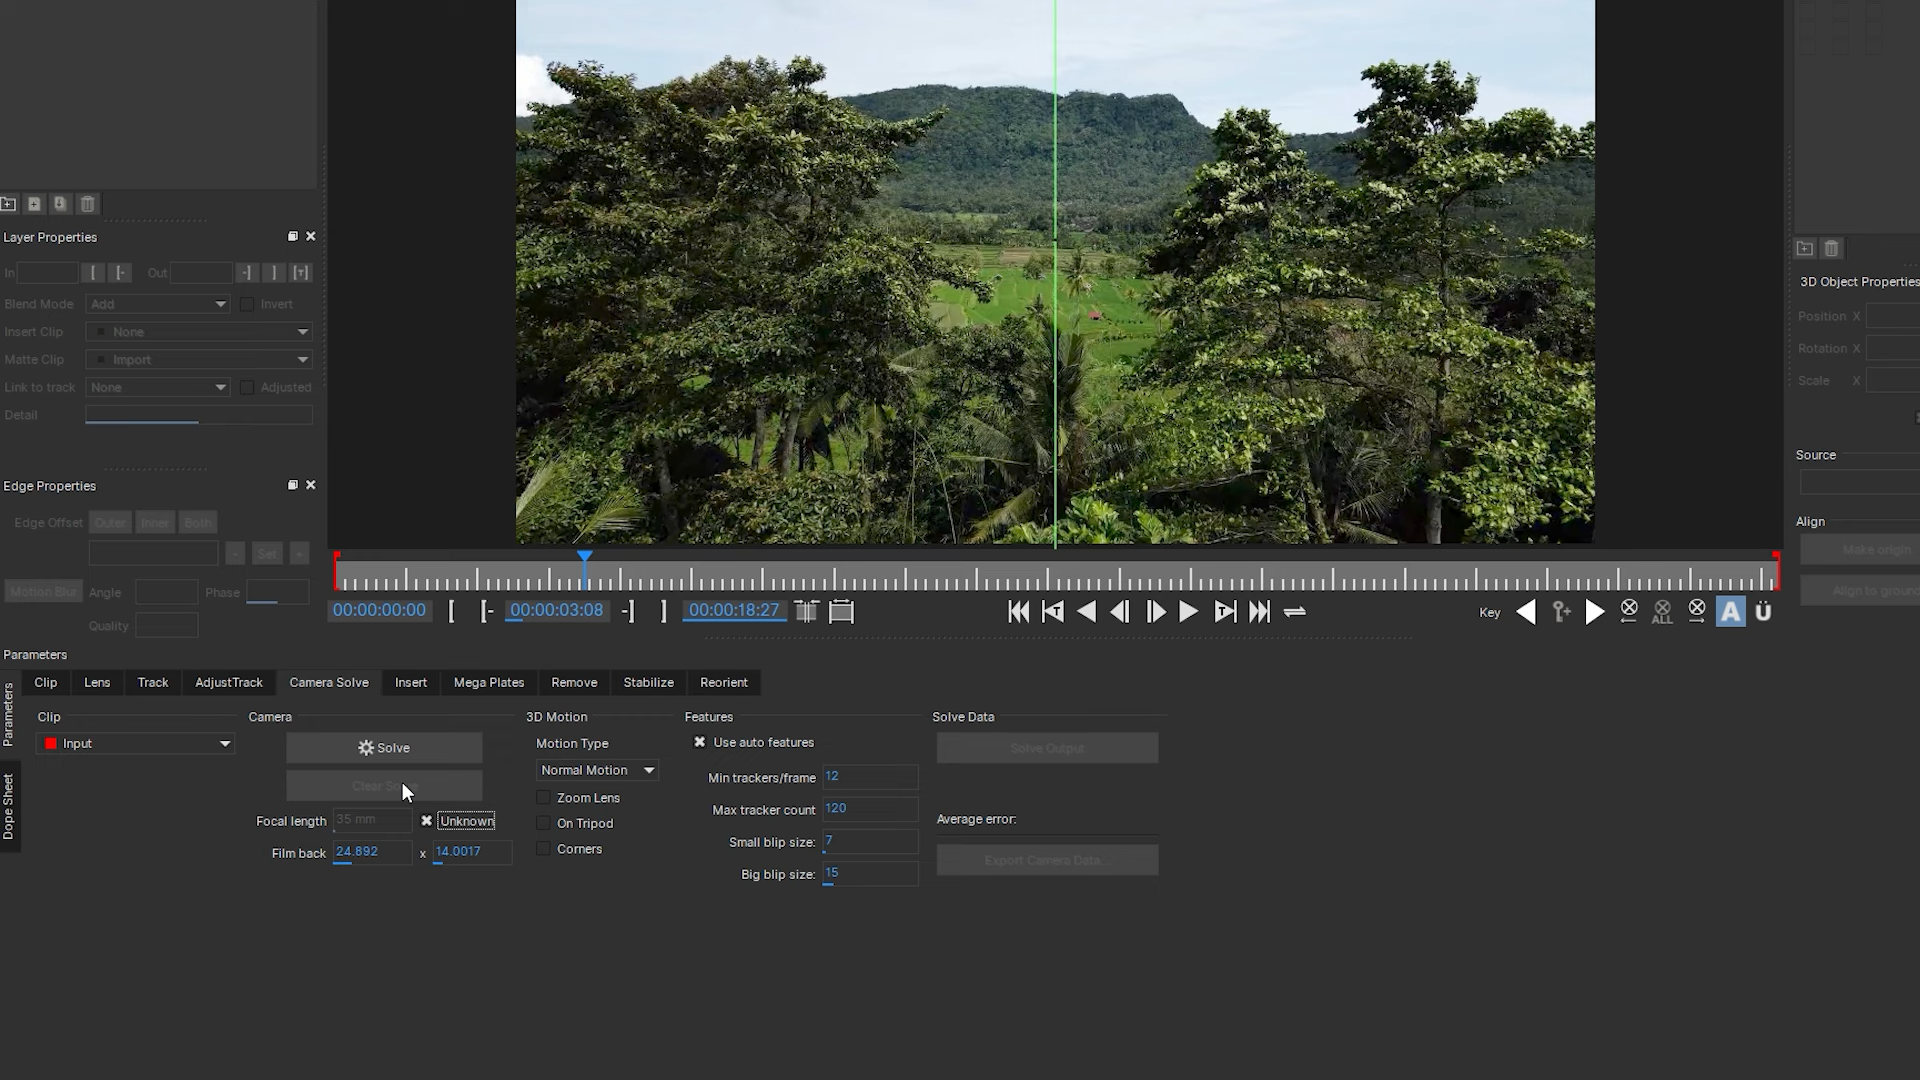 Layer Properties
In [ [- Out -] ] [T]
Blend Mode Add Invert
Insert Clip None
Matte Clip Import
Link to track None Adjusted
Detail
Edge Properties
Edge Offset Outer Inner Both
- Set +
Motion Blur Angle Phase
Quality
00:00:00:00 [ [- 00:00:03:08 -] ] 00:00:18:27
Key ALL A Ü
3D Object Properties
Position X
Rotation X
Scale X
Source
Align
Make origin
Align to ground
Parameters
Parameters
Dope Sheet
Clip Lens Track AdjustTrack Camera Solve Insert Mega Plates Remove Stabilize Reorient
Clip
Input
Camera
Solve
Focal length 35 mm Unknown
Film back 24.892 x 14.0017
3D Motion
Motion Type
Normal Motion
Zoom Lens
On Tripod
Corners
Features
Use auto features
Min trackers/frame 12
Max tracker count 120
Small blip size: 7
Big blip size: 15
Solve Data
Solve Output
Average error:
Export Camera Data...